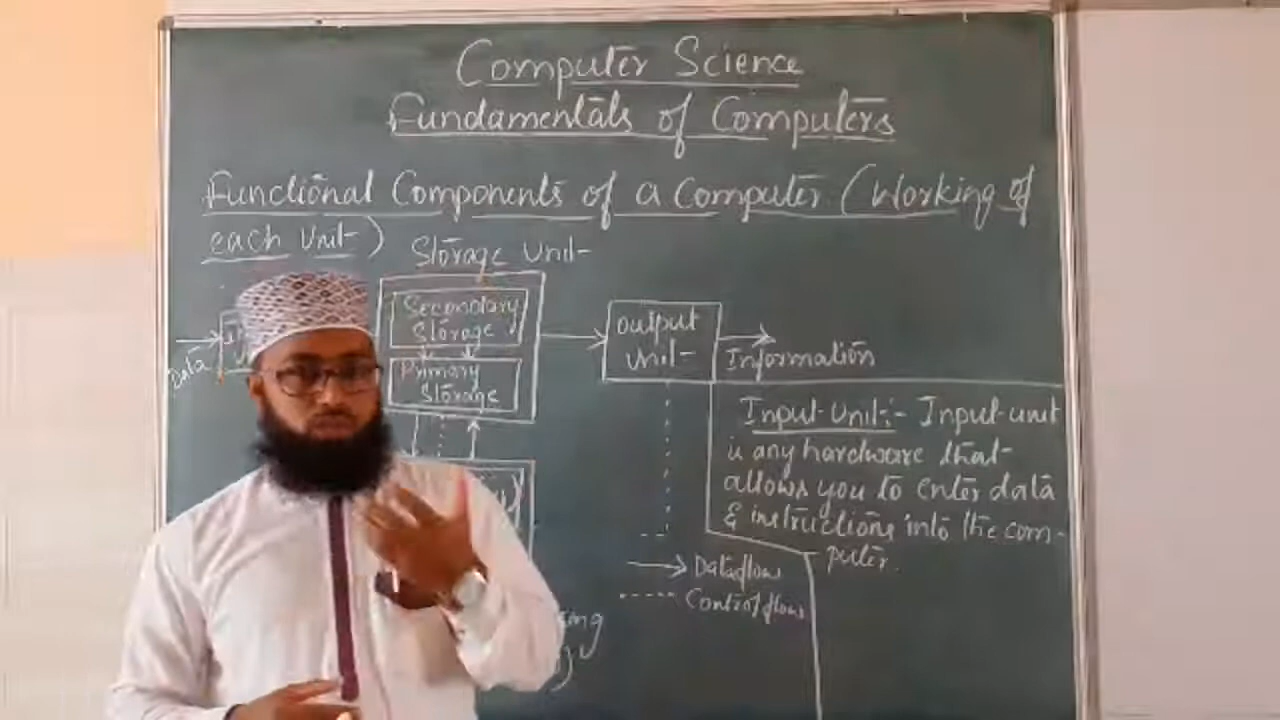 Computer Science
Fundamentals of Computers
Functional Components of a Computer (Working of
each Unit)
Storage Unit
Secondary
Storage
Primary
Storage
Data
output
Unit
Information
Input Unit:- Input unit
is any hardware that
allows you to enter data
& instructions into the com-
puter.
Dataflow
Control flow